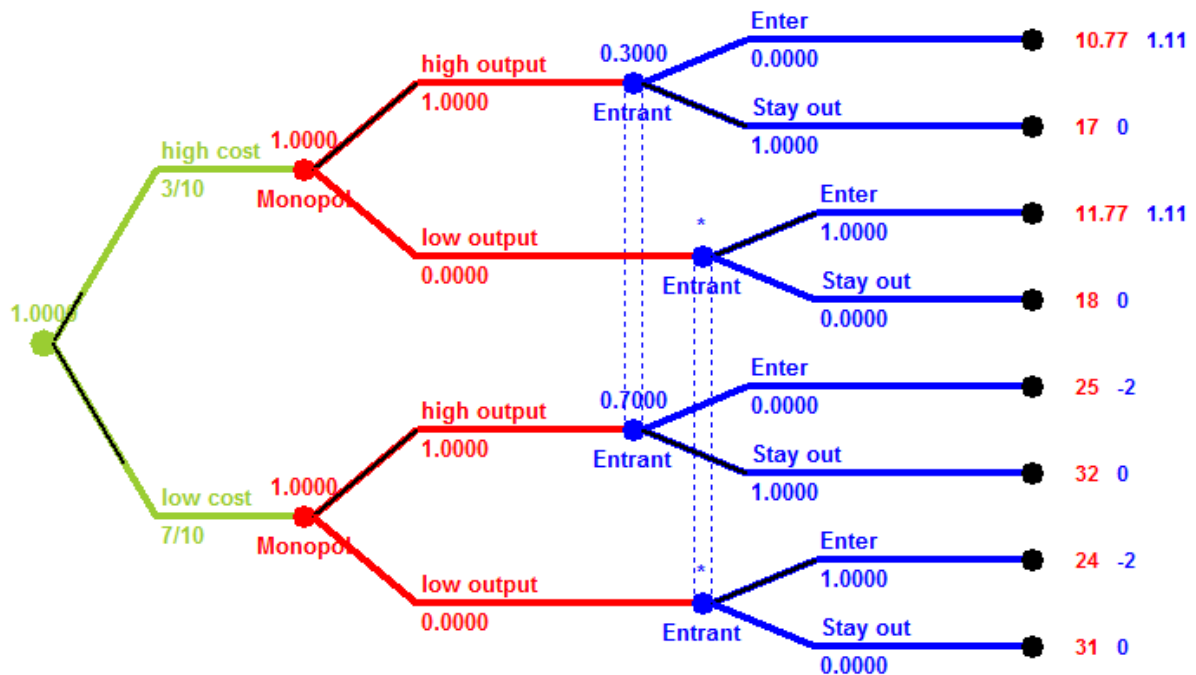 Enter
0.0000
10.77 1.11
0.3000
high output
1.0000
Entrant
Stay out
1.0000
17 0
1.0000
high cost
3/10
Monopol
Enter
1.0000
11.77 1.11
*
low output
0.0000
Entrant
Stay out
0.0000
18 0
1.0000
Enter
0.0000
25 -2
0.7000
high output
1.0000
Entrant
Stay out
1.0000
32 0
1.0000
low cost
7/10
Monopol
Enter
1.0000
24 -2
*
low output
0.0000
Entrant
Stay out
0.0000
31 0